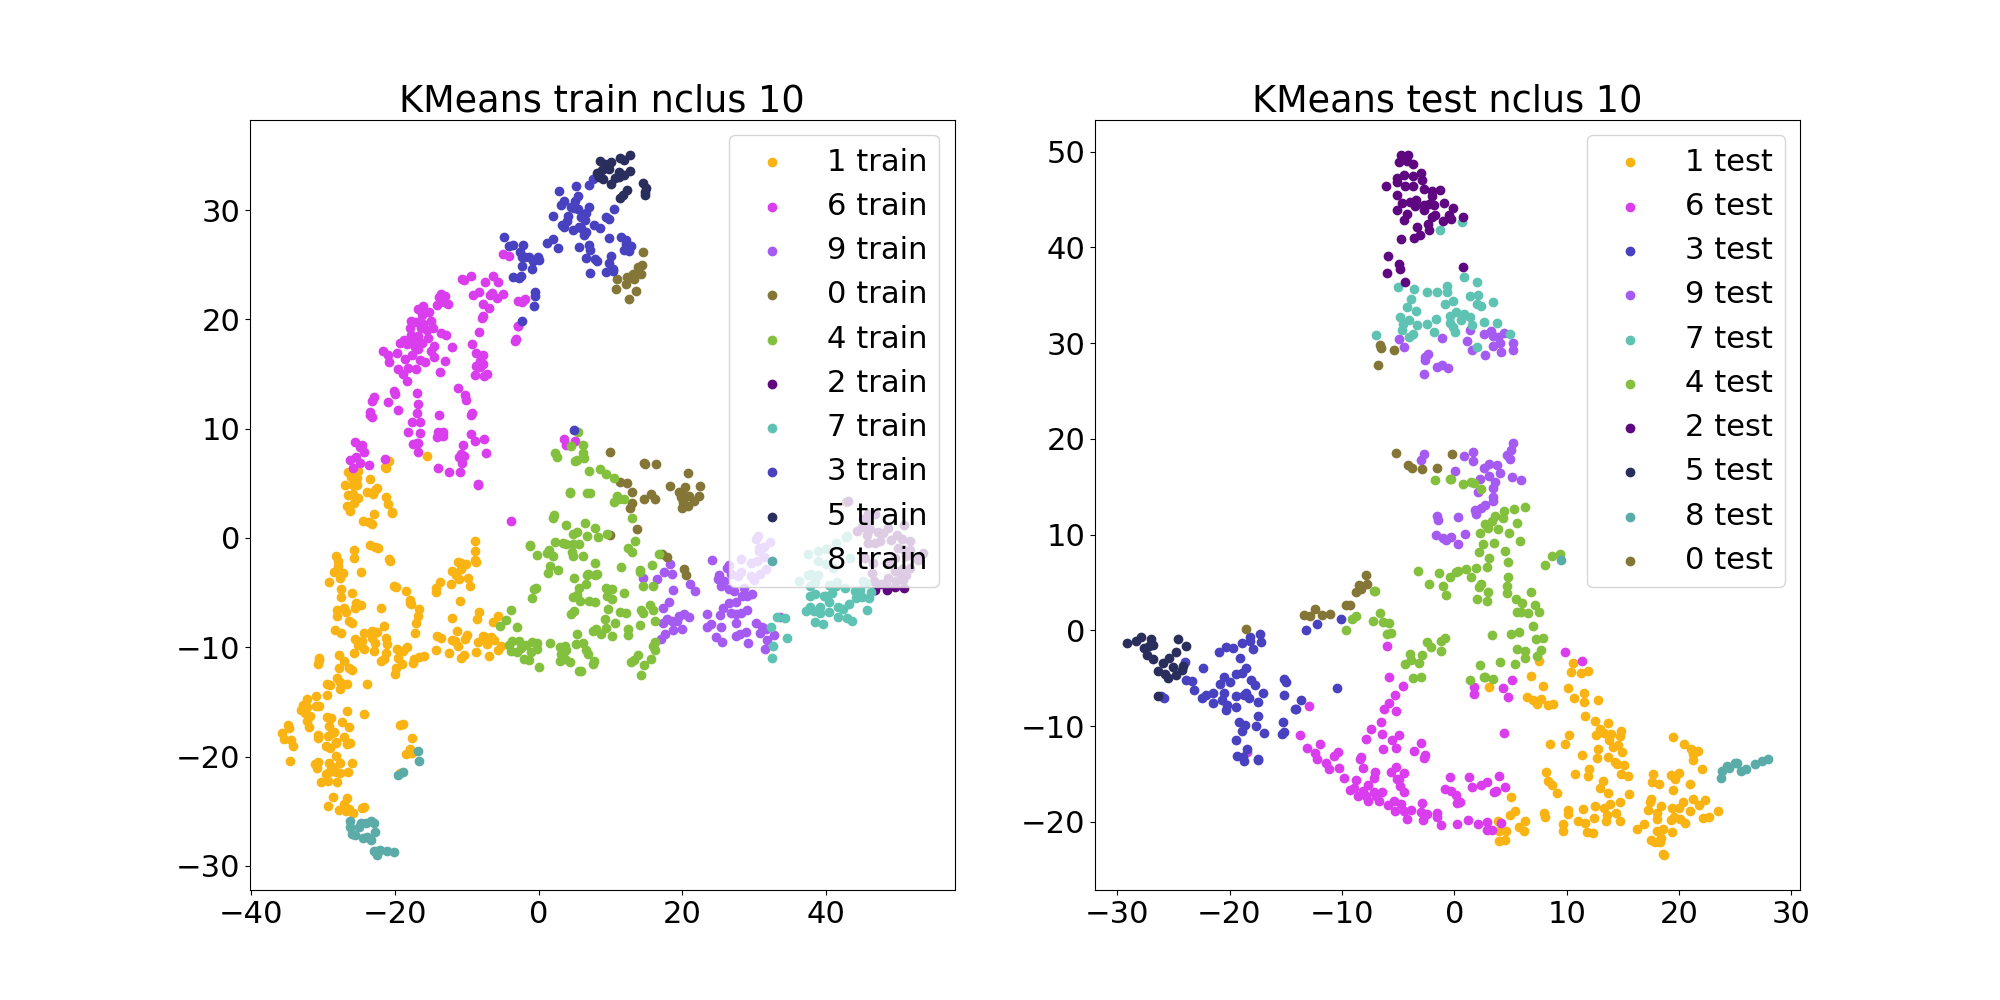 KMeans train nclus 10
1 train
6 train
9 train
0 train
4 train
2 train
7 train
3 train
5 train
8 train
30
20
10
0
−10
−20
−30
−40
−20
0
20
40
KMeans test nclus 10
1 test
6 test
3 test
9 test
7 test
4 test
2 test
5 test
8 test
0 test
50
40
30
20
10
0
−10
−20
−30
−20
−10
0
10
20
30